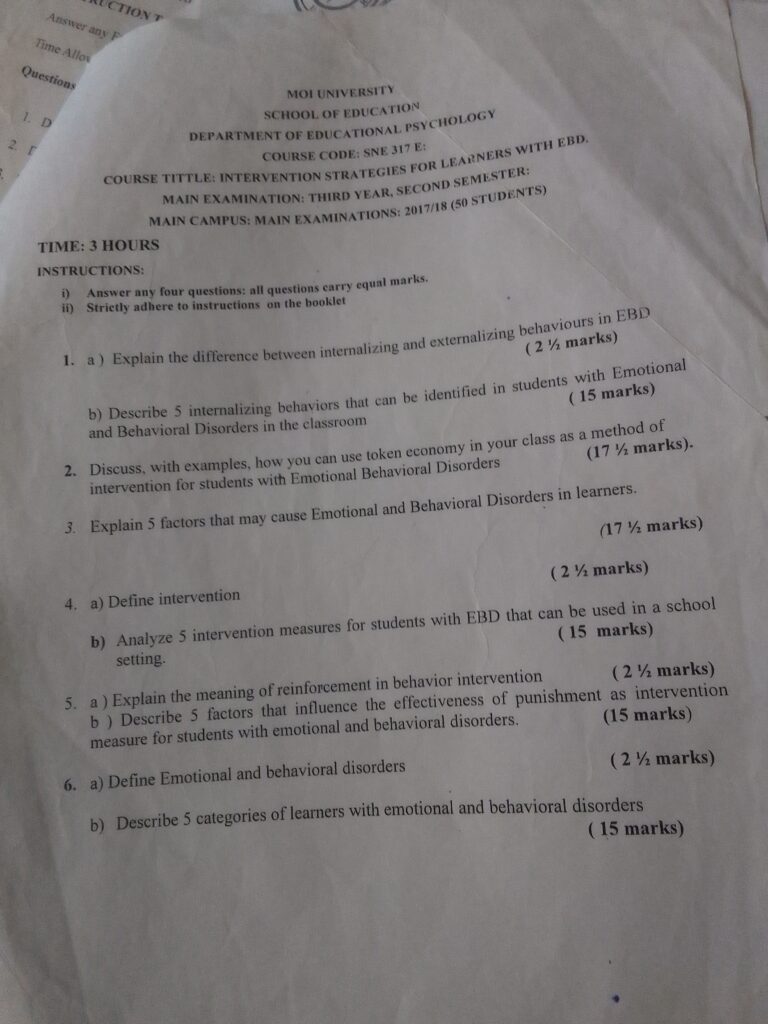 UCTION T
Answer any F
Time Allow
Questions
1. D
2.
MOI UNIVERSITY
SCHOOL OF EDUCATION
DEPARTMENT OF EDUCATIONAL PSYCHOLOGY
COURSE CODE: SNE 317 E:
COURSE TITTLE: INTERVENTION STRATEGIES FOR LEARNERS WITH EBD.
MAIN EXAMINATION: THIRD YEAR, SECOND SEMESTER:
MAIN CAMPUS: MAIN EXAMINATIONS: 2017/18 (50 STUDENTS)
TIME: 3 HOURS
INSTRUCTIONS:
i) Answer any four questions: all questions carry equal marks.
ii) Strictly adhere to instructions on the booklet
1. a ) Explain the difference between internalizing and externalizing behaviours in EBD
( 2 ½ marks)
b) Describe 5 internalizing behaviors that can be identified in students with Emotional
and Behavioral Disorders in the classroom ( 15 marks)
2. Discuss, with examples, how you can use token economy in your class as a method of
intervention for students with Emotional Behavioral Disorders (17 ½ marks).
3. Explain 5 factors that may cause Emotional and Behavioral Disorders in learners.
(17 ½ marks)
4. a) Define intervention ( 2 ½ marks)
b) Analyze 5 intervention measures for students with EBD that can be used in a school
setting. ( 15 marks)
5. a ) Explain the meaning of reinforcement in behavior intervention ( 2 ½ marks)
b ) Describe 5 factors that influence the effectiveness of punishment as intervention
measure for students with emotional and behavioral disorders. (15 marks)
6. a) Define Emotional and behavioral disorders ( 2 ½ marks)
b) Describe 5 categories of learners with emotional and behavioral disorders
( 15 marks)